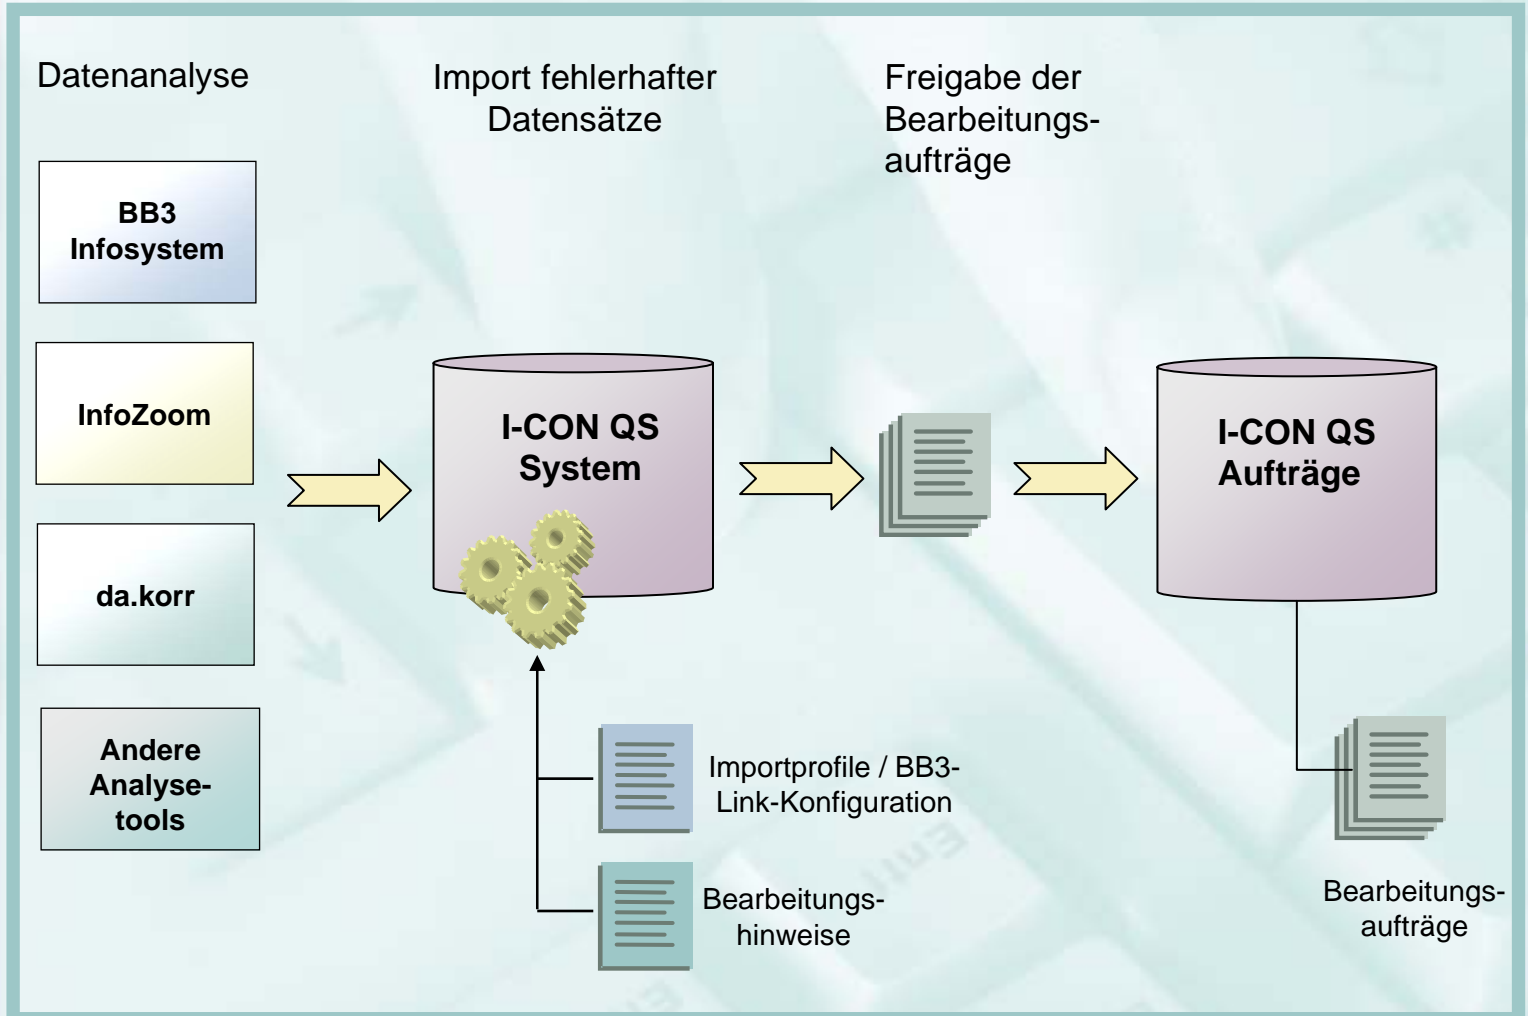 Datenanalyse
Import fehlerhafter
Datensätze
Freigabe der
Bearbeitungs-
aufträge
BB3
Infosystem
InfoZoom
da.korr
Andere
Analyse-
tools
I-CON QS
System
I-CON QS
Aufträge
Importprofile / BB3-
Link-Konfiguration
Bearbeitungs-
hinweise
Bearbeitungs-
aufträge